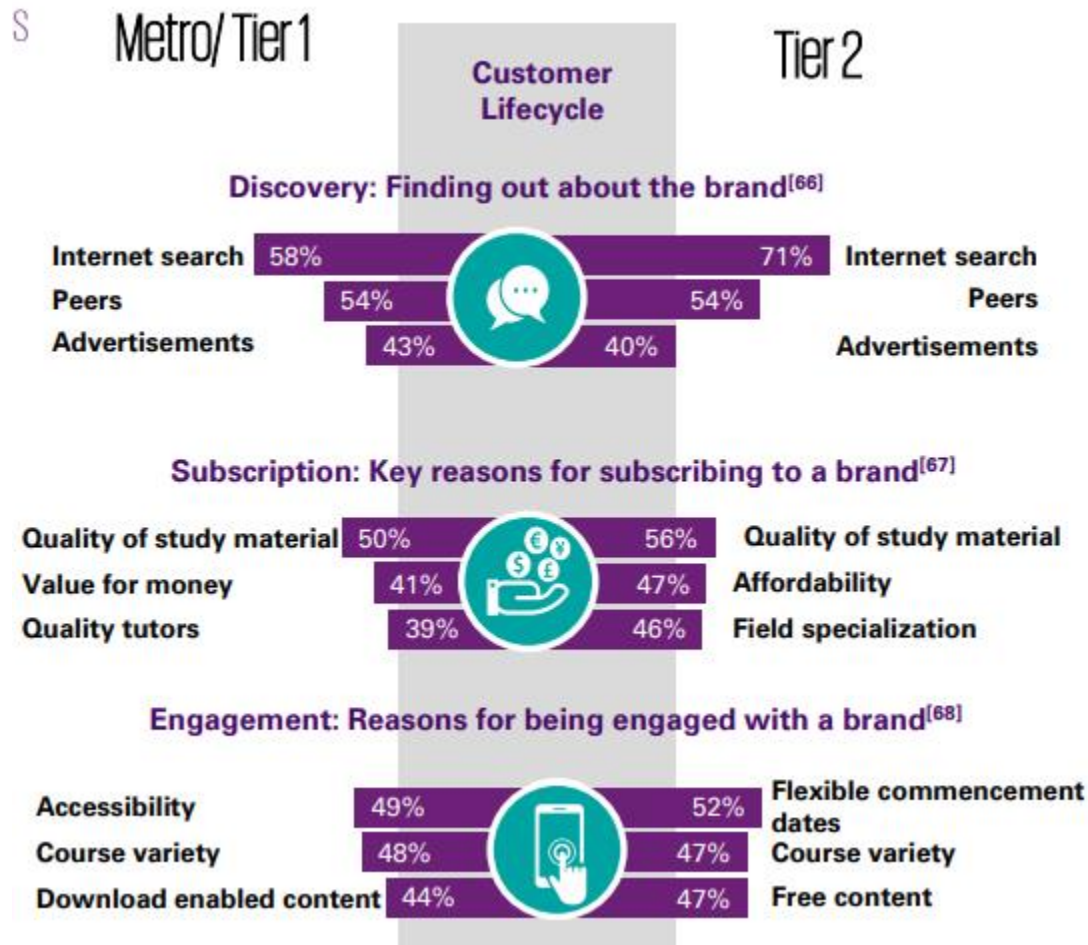 S
Metro/ Tier 1
Customer
Lifecycle
Tier 2
Discovery: Finding out about the brand[66]
Internet search 58% 71% Internet search
Peers 54% 54% Peers
Advertisements 43% 40% Advertisements
Subscription: Key reasons for subscribing to a brand[67]
Quality of study material 50% 56% Quality of study material
Value for money 41% 47% Affordability
Quality tutors 39% 46% Field specialization
Engagement: Reasons for being engaged with a brand[68]
Accessibility 49% 52% Flexible commencement
dates
Course variety 48% 47% Course variety
Download enabled content 44% 47% Free content